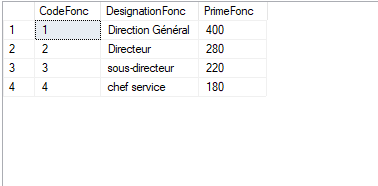 CodeFonc DesignationFonc PrimeFonc
1 1 Direction Général 400
2 2 Directeur 280
3 3 sous-directeur 220
4 4 chef service 180